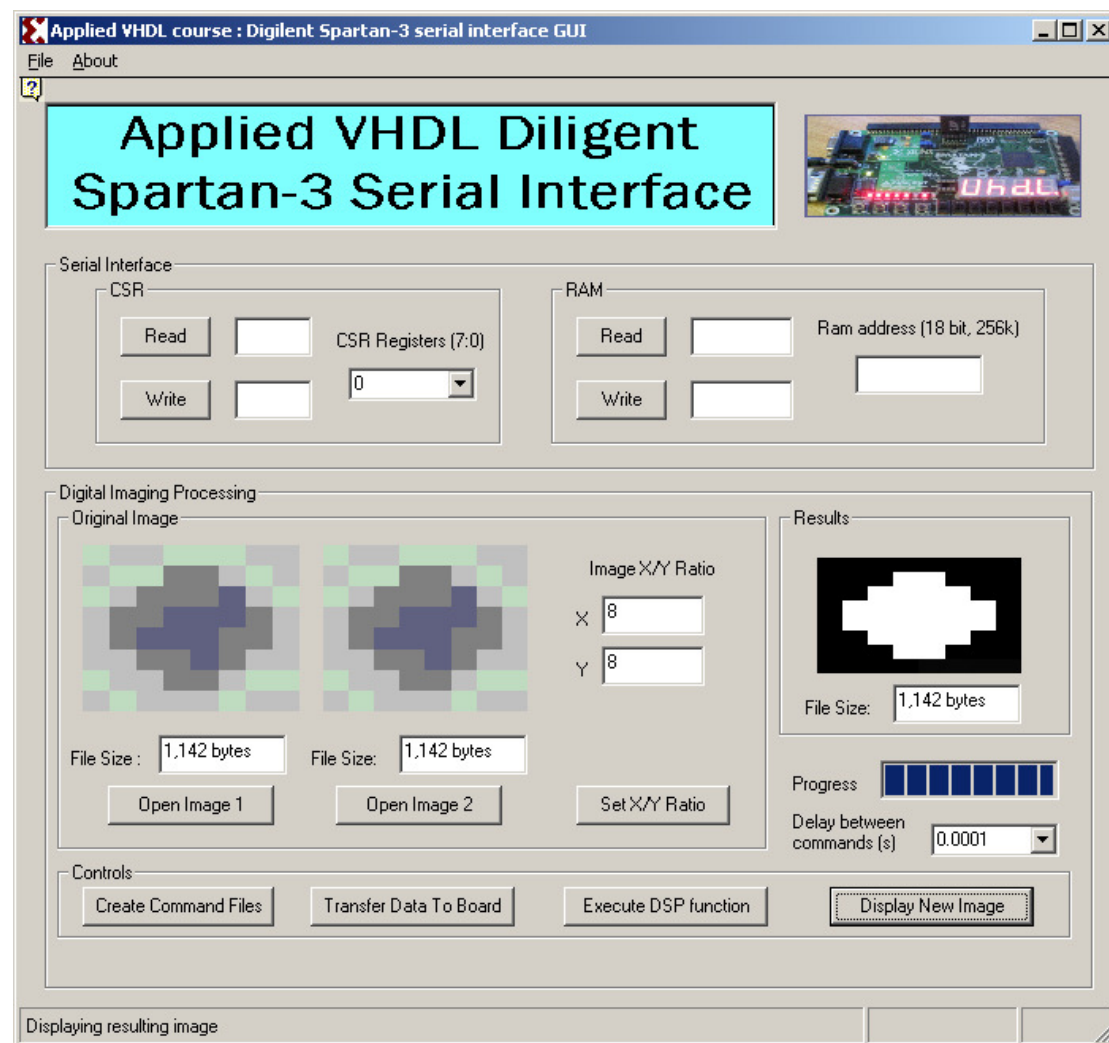 Applied VHDL course : Digilent Spartan-3 serial interface GUI
File About
?
Applied VHDL Diligent
Spartan-3 Serial Interface
Serial Interface
CSR
Read
CSR Registers (7:0)
0
Write
RAM
Read
Ram address (18 bit, 256k)
Write
Digital Imaging Processing
Original Image
Image X/Y Ratio
X 8
Y 8
File Size : 1,142 bytes
File Size: 1,142 bytes
Open Image 1
Open Image 2
Set X/Y Ratio
Results
File Size: 1,142 bytes
Progress
Delay between
commands (s) 0.0001
Controls
Create Command Files
Transfer Data To Board
Execute DSP function
Display New Image
Displaying resulting image